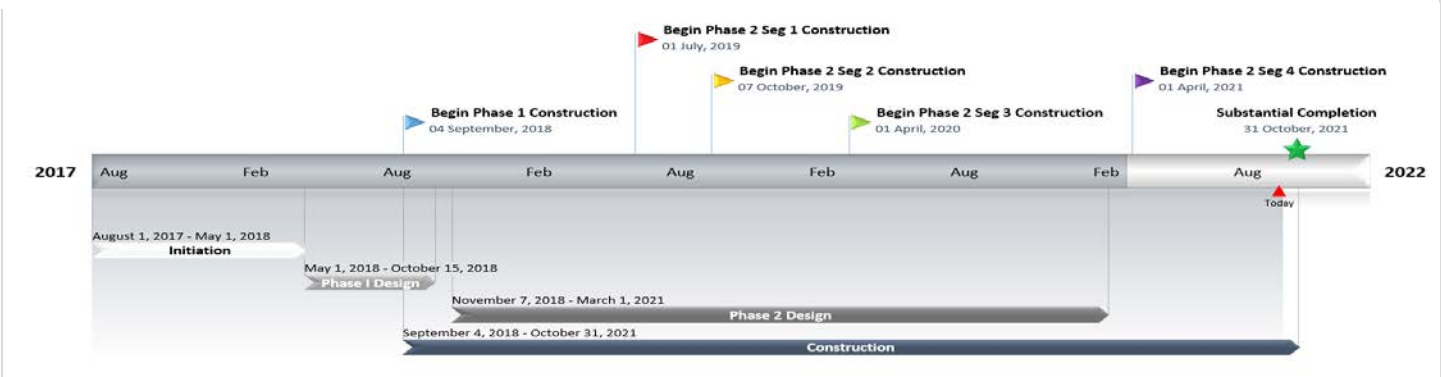 Begin Phase 2 Seg 1 Construction
01 July, 2019
Begin Phase 2 Seg 2 Construction
07 October, 2019
Begin Phase 2 Seg 4 Construction
01 April, 2021
Begin Phase 1 Construction
04 September, 2018
Begin Phase 2 Seg 3 Construction
01 April, 2020
Substantial Completion
31 October, 2021
2017 Aug Feb Aug Feb Aug Feb Aug Feb Aug 2022
Today
August 1, 2017 - May 1, 2018
Initiation
May 1, 2018 - October 15, 2018
Phase I Design
November 7, 2018 - March 1, 2021
Phase 2 Design
September 4, 2018 - October 31, 2021
Construction